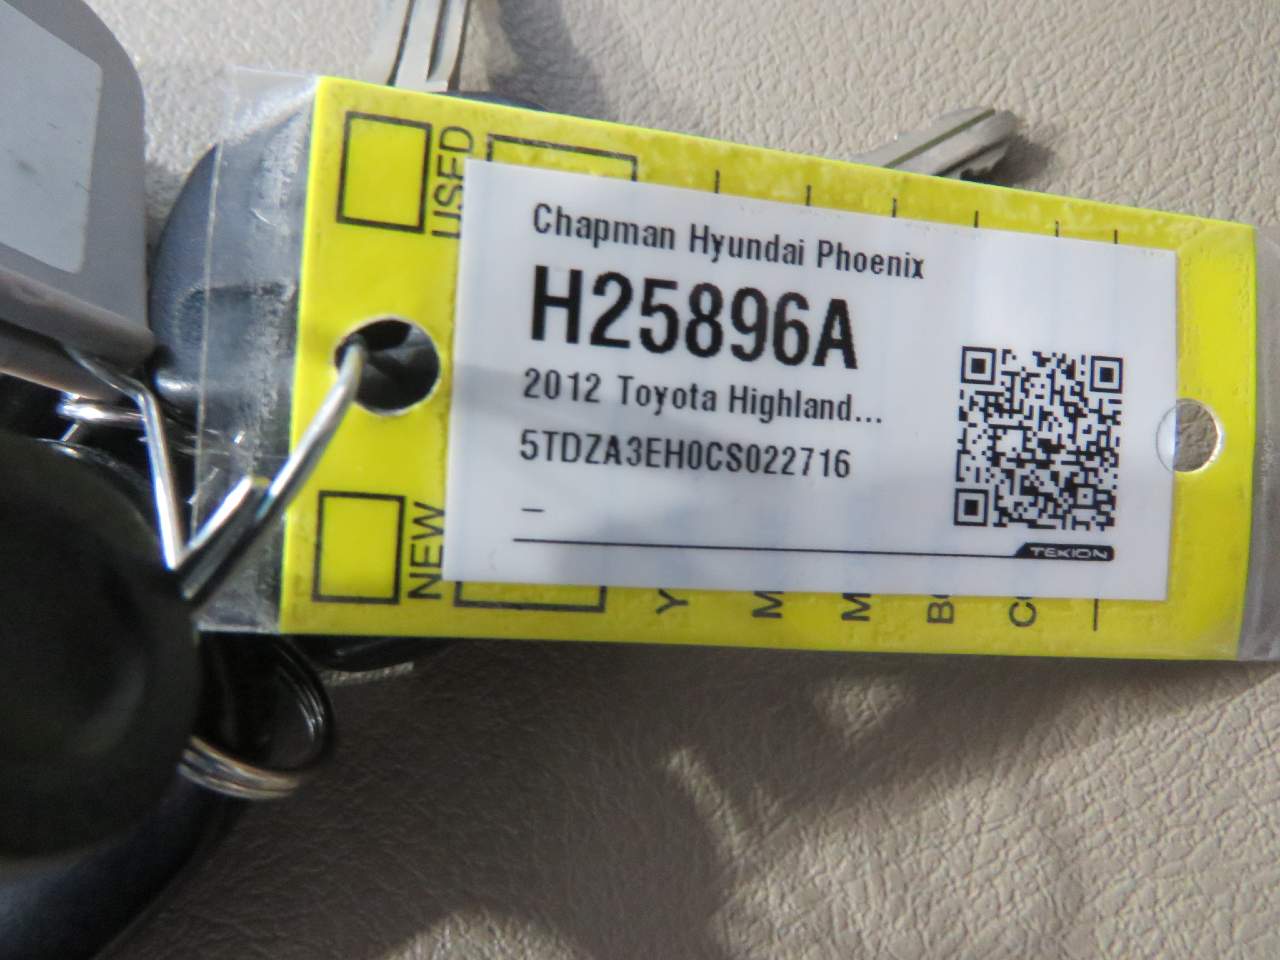 USED
Chapman Hyundai Phoenix
H25896A
2012 Toyota Highland...
5TDZA3EH0CS022716
–
TEKION
NEW
Y
M
M